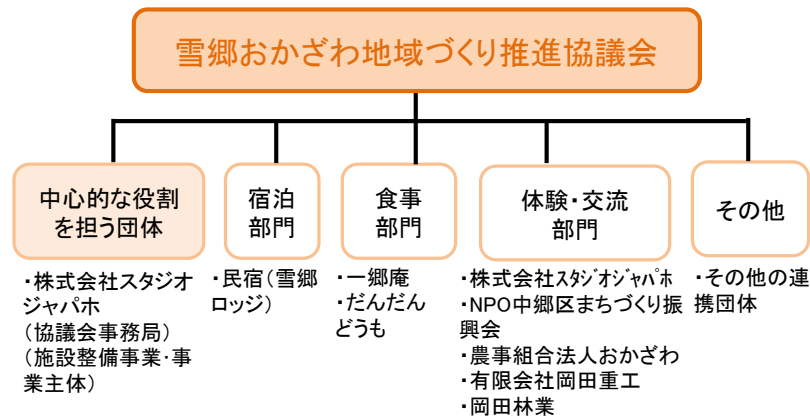 雪郷おかざわ地域づくり推進協議会
中心的な役割
を担う団体
・株式会社スタジオ
ジャパホ
(協議会事務局)
(施設整備事業・事
業主体)
宿泊
部門
・民宿(雪郷
ロッジ)
食事
部門
・一郷庵
・だんだん
どうも
体験・交流
部門
・株式会社ｽﾀｼﾞｵｼﾞｬﾊﾟﾎ
・NPO中郷区まちづくり振
興会
・農事組合法人おかざわ
・有限会社岡田重工
・岡田林業
その他
・その他の連
携団体